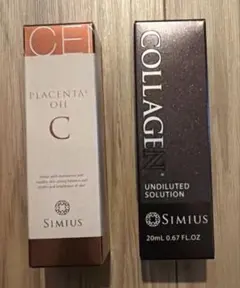 CE
PLACENTA
OIL
C
SIMIUS
COLLAGEN
UNDILUTED
SOLUTION
SIMIUS
20mL 0.67 FL.OZ